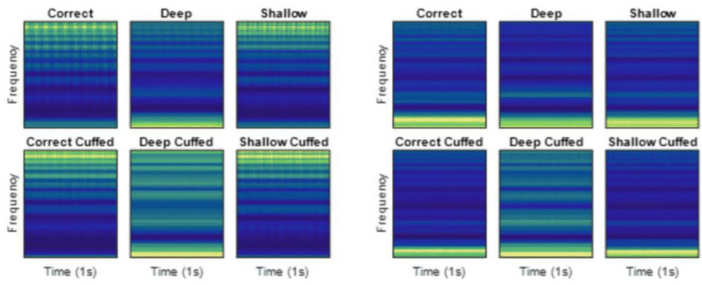 Correct Deep Shallow Correct Deep Shallow
Frequency Frequency
Correct Cuffed Deep Cuffed Shallow Cuffed Correct Cuffed Deep Cuffed Shallow Cuffed
Frequency Frequency
Time (1s) Time (1s) Time (1s) Time (1s) Time (1s) Time (1s)